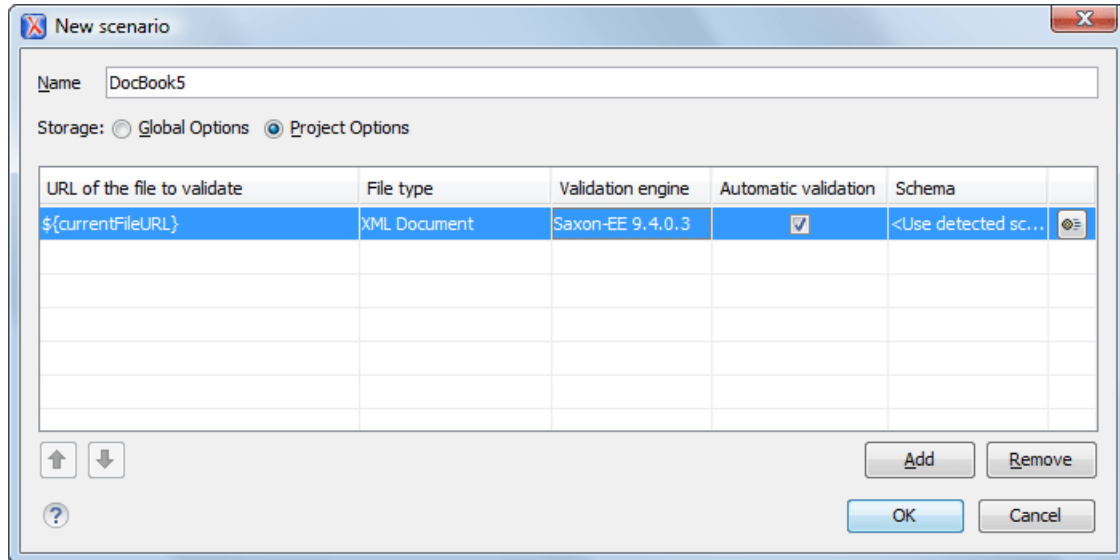 New scenario
Name DocBook5
Storage: Global Options Project Options
URL of the file to validate File type Validation engine Automatic validation Schema
${currentFileURL} XML Document Saxon-EE 9.4.0.3 <Use detected sc...
Add Remove
? OK Cancel